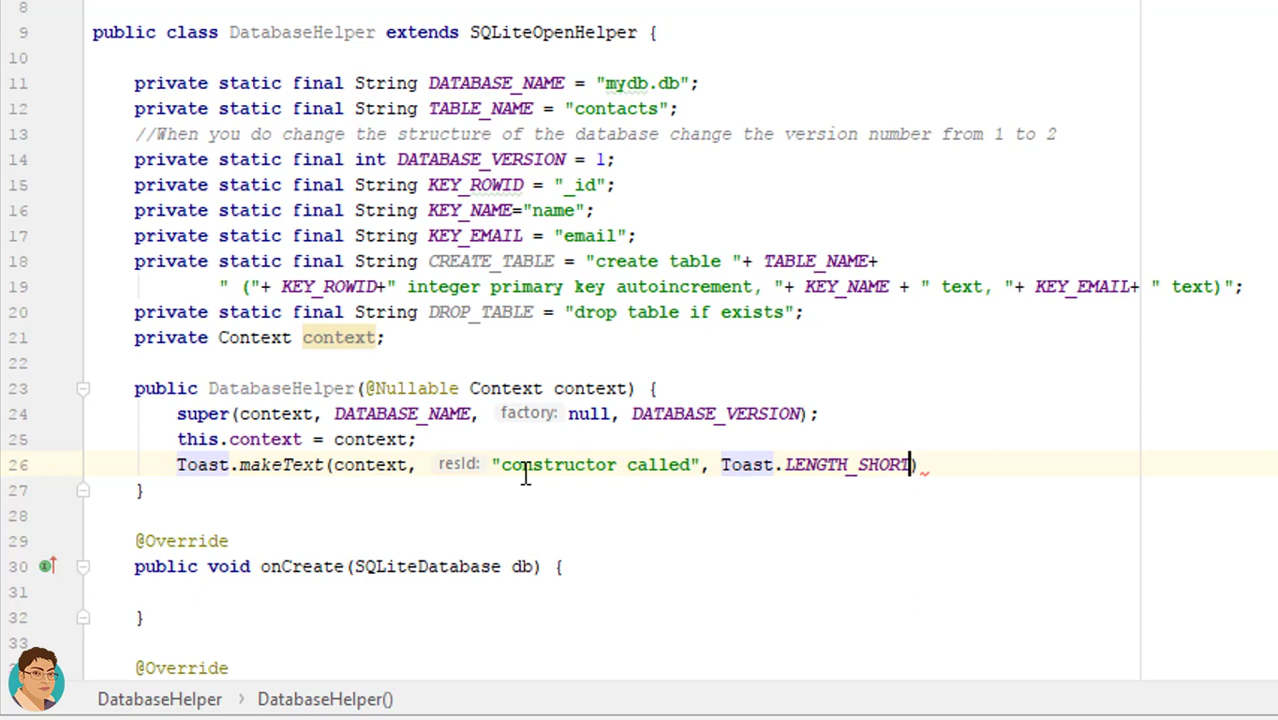 8
9 public class DatabaseHelper extends SQLiteOpenHelper {
10
11 private static final String DATABASE_NAME = "mydb.db";
12 private static final String TABLE_NAME = "contacts";
13 //When you do change the structure of the database change the version number from 1 to 2
14 private static final int DATABASE_VERSION = 1;
15 private static final String KEY_ROWID = "_id";
16 private static final String KEY_NAME="name";
17 private static final String KEY_EMAIL = "email";
18 private static final String CREATE_TABLE = "create table "+ TABLE_NAME+
19 " ("+ KEY_ROWID+" integer primary key autoincrement, "+ KEY_NAME + " text, "+ KEY_EMAIL+ " text)";
20 private static final String DROP_TABLE = "drop table if exists";
21 private Context context;
22
23 public DatabaseHelper(@Nullable Context context) {
24 super(context, DATABASE_NAME, factory: null, DATABASE_VERSION);
25 this.context = context;
26 Toast.makeText(context, resId: "constructor called", Toast.LENGTH_SHORT)
27 }
28
29 @Override
30 public void onCreate(SQLiteDatabase db) {
31
32 }
33
@Override
DatabaseHelper › DatabaseHelper()